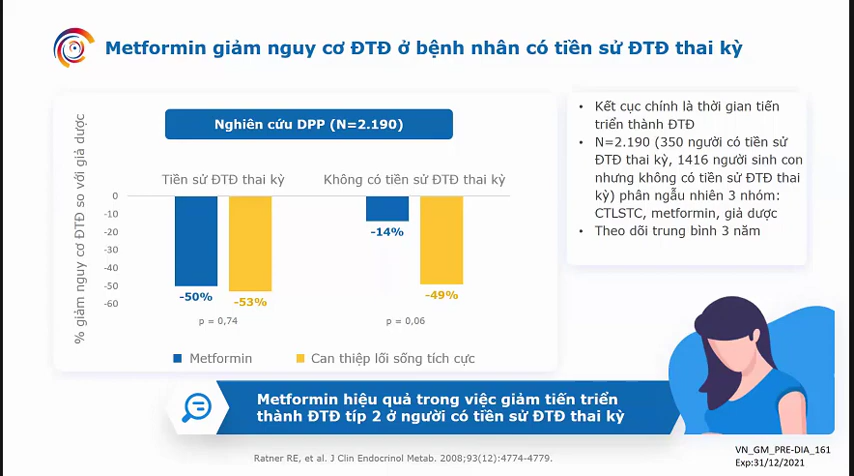 Metformin giảm nguy cơ ĐTĐ ở bệnh nhân có tiền sử ĐTĐ thai kỳ
Nghiên cứu DPP (N=2.190)
% giảm nguy cơ ĐTĐ so với giả dược
Tiền sử ĐTĐ thai kỳ
Không có tiền sử ĐTĐ thai kỳ
0
-10
-20
-30
-40
-50
-60
-50%
-53%
-14%
-49%
p = 0,74
p = 0,06
Metformin
Can thiệp lối sống tích cực
• Kết cục chính là thời gian tiến
triển thành ĐTĐ
• N=2.190 (350 người có tiền sử
ĐTĐ thai kỳ, 1416 người sinh con
nhưng không có tiền sử ĐTĐ thai
kỳ) phân ngẫu nhiên 3 nhóm:
CTLSTC, metformin, giả dược
• Theo dõi trung bình 3 năm
Metformin hiệu quả trong việc giảm tiến triển
thành ĐTĐ típ 2 ở người có tiền sử ĐTĐ thai kỳ
Ratner RE, et al. J Clin Endocrinol Metab. 2008;93(12):4774-4779.
VN_GM_PRE-DIA_161
Exp:31/12/2021